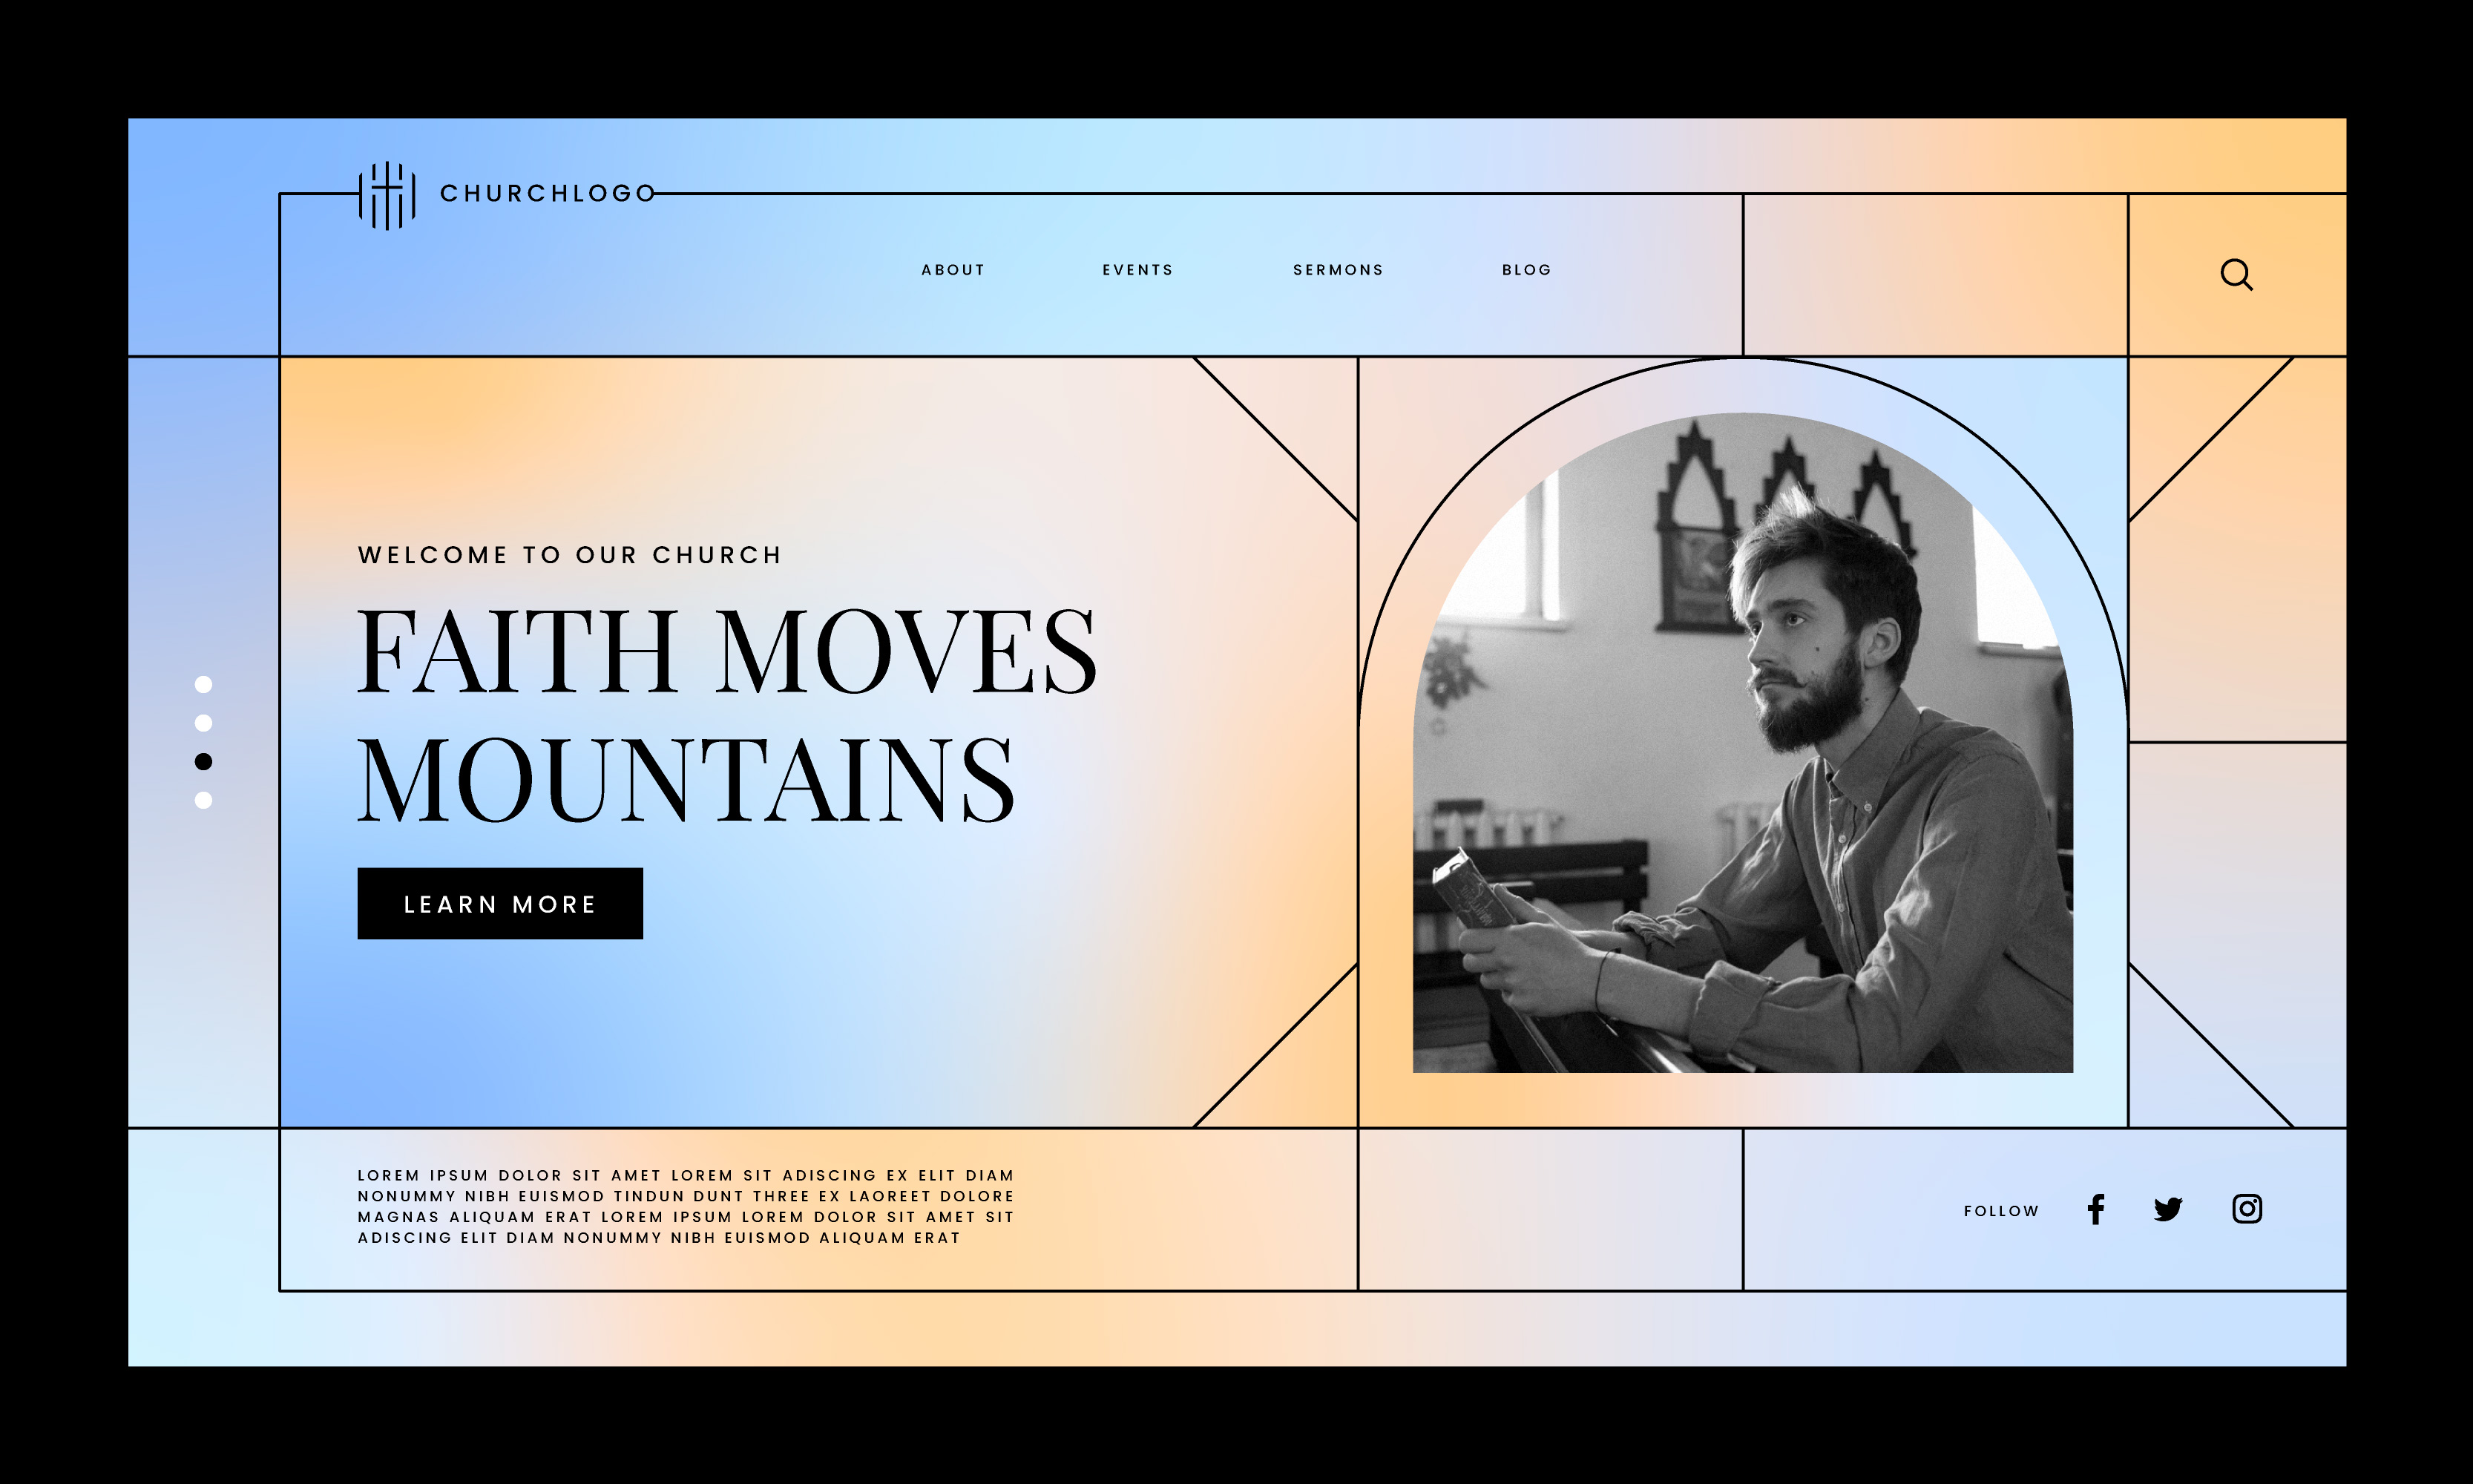 CHURCHLOGO
ABOUT EVENTS SERMONS BLOG
WELCOME TO OUR CHURCH
FAITH MOVES
MOUNTAINS
LEARN MORE
LOREM IPSUM DOLOR SIT AMET LOREM SIT ADISCING EX ELIT DIAM
NONUMMY NIBH EUISMOD TINDUN DUNT THREE EX LAOREET DOLORE
MAGNAS ALIQUAM ERAT LOREM IPSUM LOREM DOLOR SIT AMET SIT
ADISCING ELIT DIAM NONUMMY NIBH EUISMOD ALIQUAM ERAT
FOLLOW